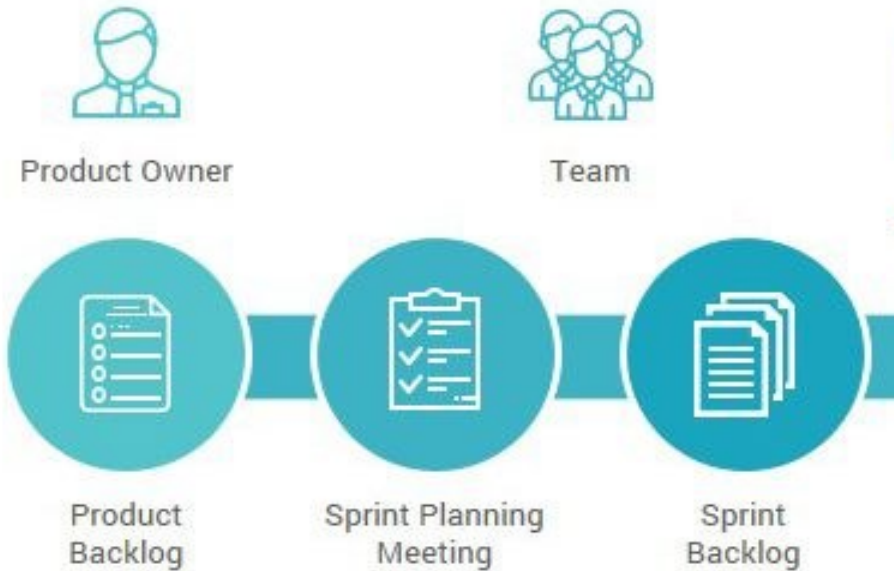 Product Owner
Team
Product
Backlog
Sprint Planning
Meeting
Sprint
Backlog